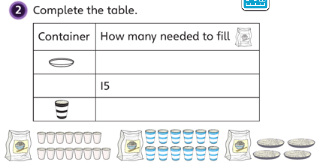 2 Complete the table.
Container How many needed to fill
15